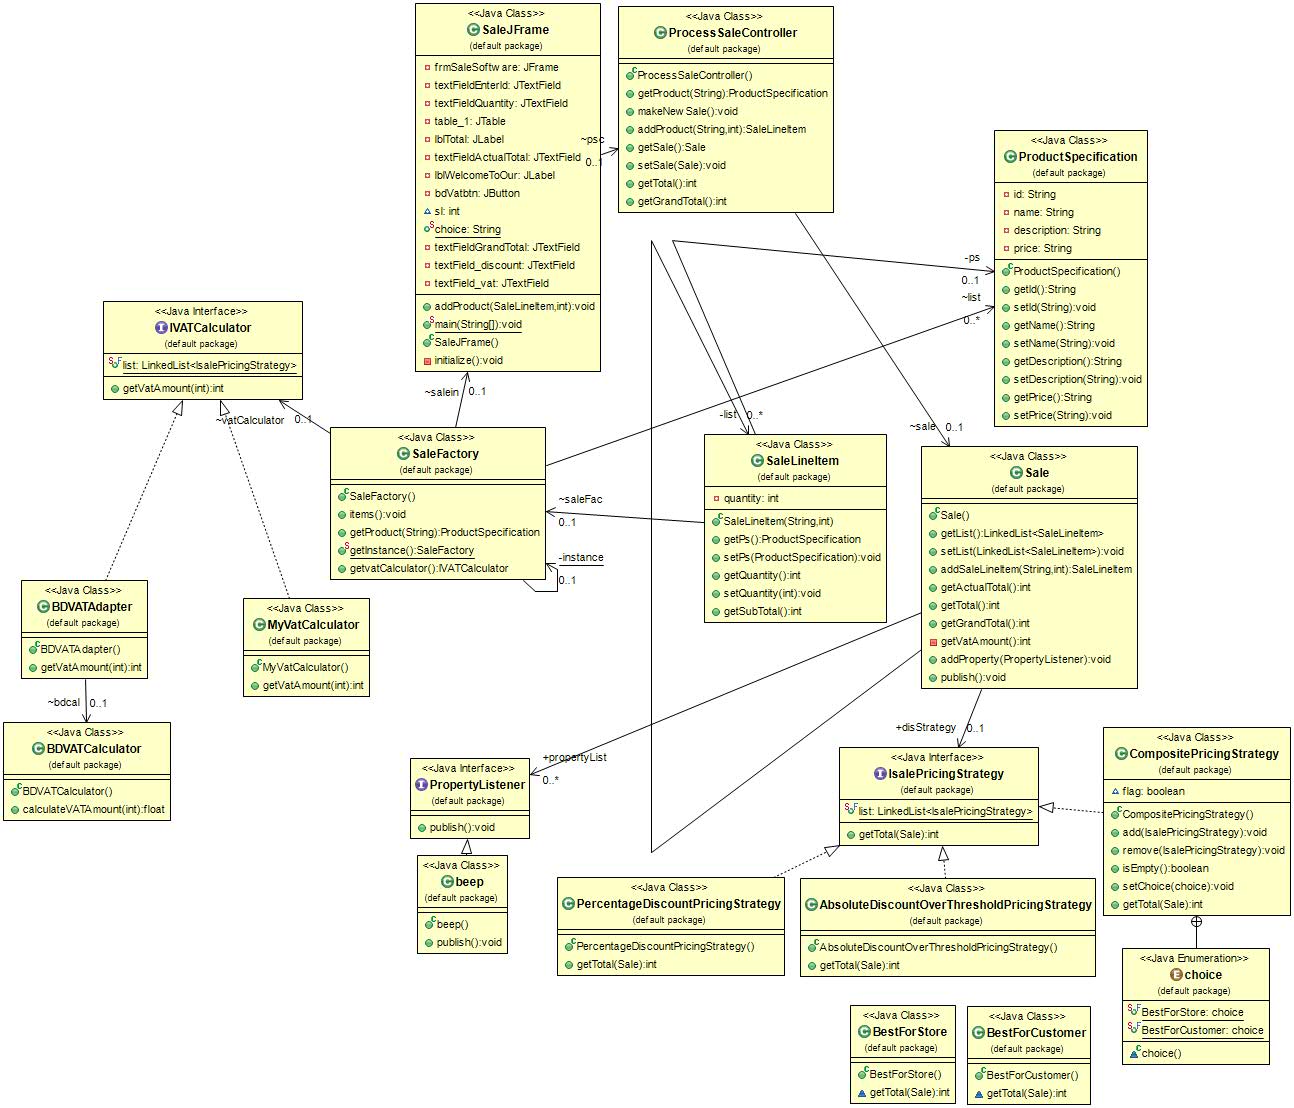 <<Java Class>>
SaleJFrame
(default package)
frmSaleSoftware: JFrame
textFieldEnterId: JTextField
textFieldQuantity: JTextField
table_1: JTable
lblTotal: JLabel
textFieldActualTotal: JTextField
lblWelcomeToOur: JLabel
bdVatbtn: JButton
sl: int
choice: String
textFieldGrandTotal: JTextField
textField_discount: JTextField
textField_vat: JTextField
addProduct(SaleLineItem,int):void
main(String[]):void
SaleJFrame()
initialize():void
~psc
0..1
<<Java Class>>
ProcessSaleController
(default package)
ProcessSaleController()
getProduct(String):ProductSpecification
makeNewSale():void
addProduct(String,int):SaleLineItem
getSale():Sale
setSale(Sale):void
getTotal():int
getGrandTotal():int
<<Java Class>>
ProductSpecification
(default package)
id: String
name: String
description: String
price: String
ProductSpecification()
getId():String
setId(String):void
getName():String
setName(String):void
getDescription():String
setDescription(String):void
getPrice():String
setPrice(String):void
-ps
0..1
~list
0..*
<<Java Interface>>
IVATCalculator
(default package)
list: LinkedList<IsalePricingStrategy>
getVatAmount(int):int
~vatCalculator 0..1
~salein 0..1
<<Java Class>>
SaleFactory
(default package)
SaleFactory()
items():void
getProduct(String):ProductSpecification
getInstance():SaleFactory
getvatCalculator():IVATCalculator
~saleFac
0..1
-instance
0..1
-list 0..*
<<Java Class>>
SaleLineItem
(default package)
quantity: int
SaleLineItem(String,int)
getPs():ProductSpecification
setPs(ProductSpecification):void
getQuantity():int
setQuantity(int):void
getSubTotal():int
~sale 0..1
<<Java Class>>
Sale
(default package)
Sale()
getList():LinkedList<SaleLineItem>
setList(LinkedList<SaleLineItem>):void
addSaleLineItem(String,int):SaleLineItem
getActualTotal():int
getTotal():int
getGrandTotal():int
getVatAmount():int
addProperty(PropertyListener):void
publish():void
<<Java Class>>
BDVATAdapter
(default package)
BDVATAdapter()
getVatAmount(int):int
~bdcal 0..1
<<Java Class>>
MyVatCalculator
(default package)
MyVatCalculator()
getVatAmount(int):int
<<Java Class>>
BDVATCalculator
(default package)
BDVATCalculator()
calculateVATAmount(int):float
+propertyList
0..*
<<Java Interface>>
PropertyListener
(default package)
publish():void
<<Java Class>>
beep
(default package)
beep()
publish():void
+disStrategy 0..1
<<Java Interface>>
IsalePricingStrategy
(default package)
list: LinkedList<IsalePricingStrategy>
getTotal(Sale):int
<<Java Class>>
CompositePricingStrategy
(default package)
flag: boolean
CompositePricingStrategy()
add(IsalePricingStrategy):void
remove(IsalePricingStrategy):void
isEmpty():boolean
setChoice(choice):void
getTotal(Sale):int
<<Java Class>>
PercentageDiscountPricingStrategy
(default package)
PercentageDiscountPricingStrategy()
getTotal(Sale):int
<<Java Class>>
AbsoluteDiscountOverThresholdPricingStrategy
(default package)
AbsoluteDiscountOverThresholdPricingStrategy()
getTotal(Sale):int
<<Java Enumeration>>
choice
(default package)
BestForStore: choice
BestForCustomer: choice
choice()
<<Java Class>>
BestForStore
(default package)
BestForStore()
getTotal(Sale):int
<<Java Class>>
BestForCustomer
(default package)
BestForCustomer()
getTotal(Sale):int